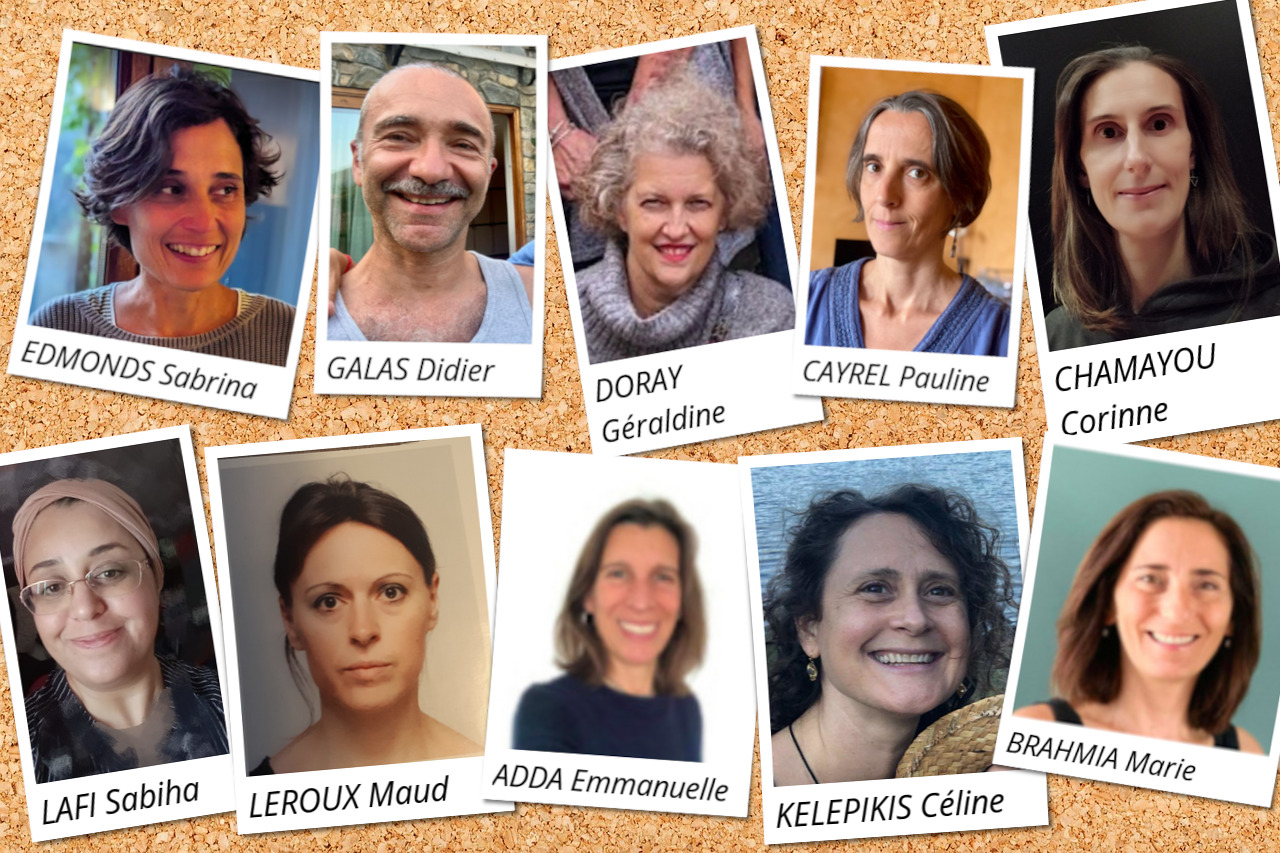 EDMONDS Sabrina
GALAS Didier
DORAY
Géraldine
CAYREL Pauline
CHAMAYOU
Corinne
LAFI Sabiha
LEROUX Maud
ADDA Emmanuelle
KELEPIKIS Céline
BRAHMIA Marie